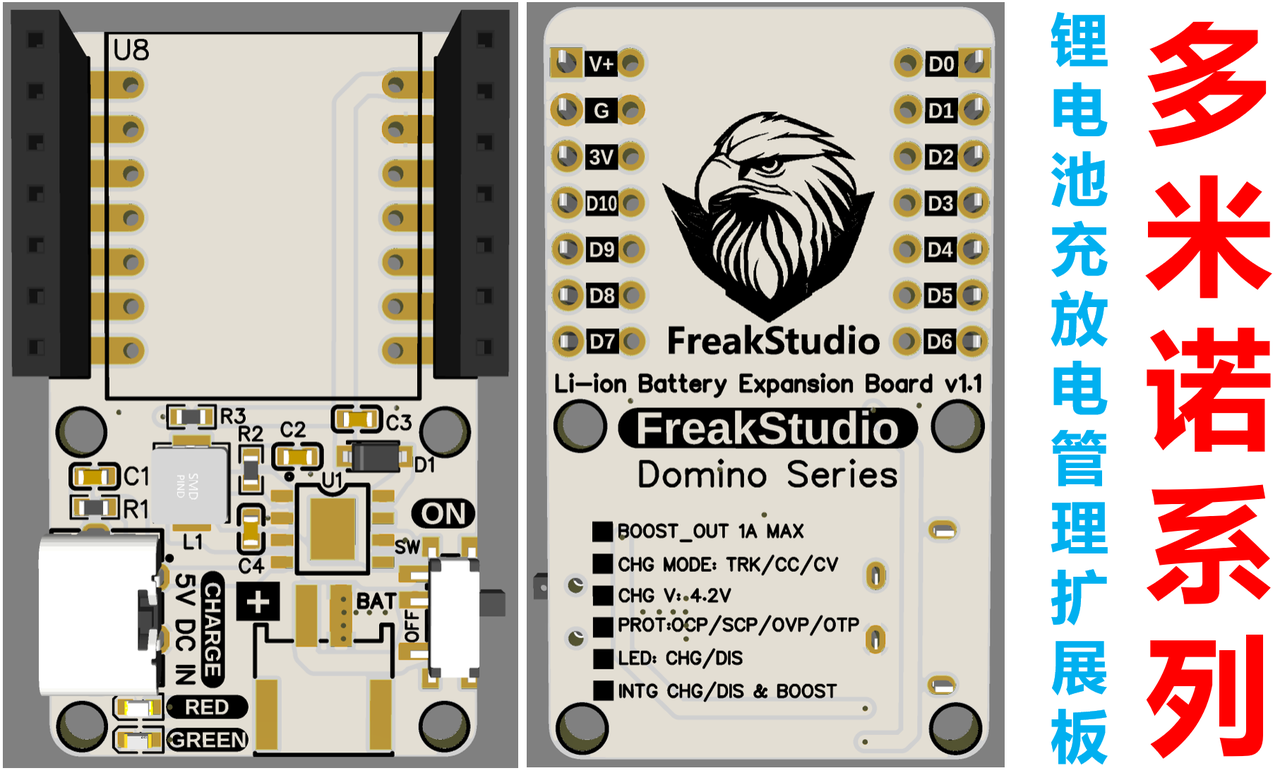 U8
R3
C3
R2
C2
D1
C1
U1
R1
SMD
PIND
ON
L1
C4
SW
5V DC IN
CHARGE
+
BAT
OFF
RED
GREEN
V+
D0
G
D1
3V
D2
D10
D3
D9
D4
D8
D5
D7
D6
FreakStudio
Li-ion Battery Expansion Board v1.1
FreakStudio
Domino Series
BOOST_OUT 1A MAX
CHG MODE: TRK/CC/CV
CHG V: 4.2V
PROT:OCP/SCP/OVP/OTP
LED: CHG/DIS
INTG CHG/DIS & BOOST
锂电池充放电管理扩展板
多米诺系列